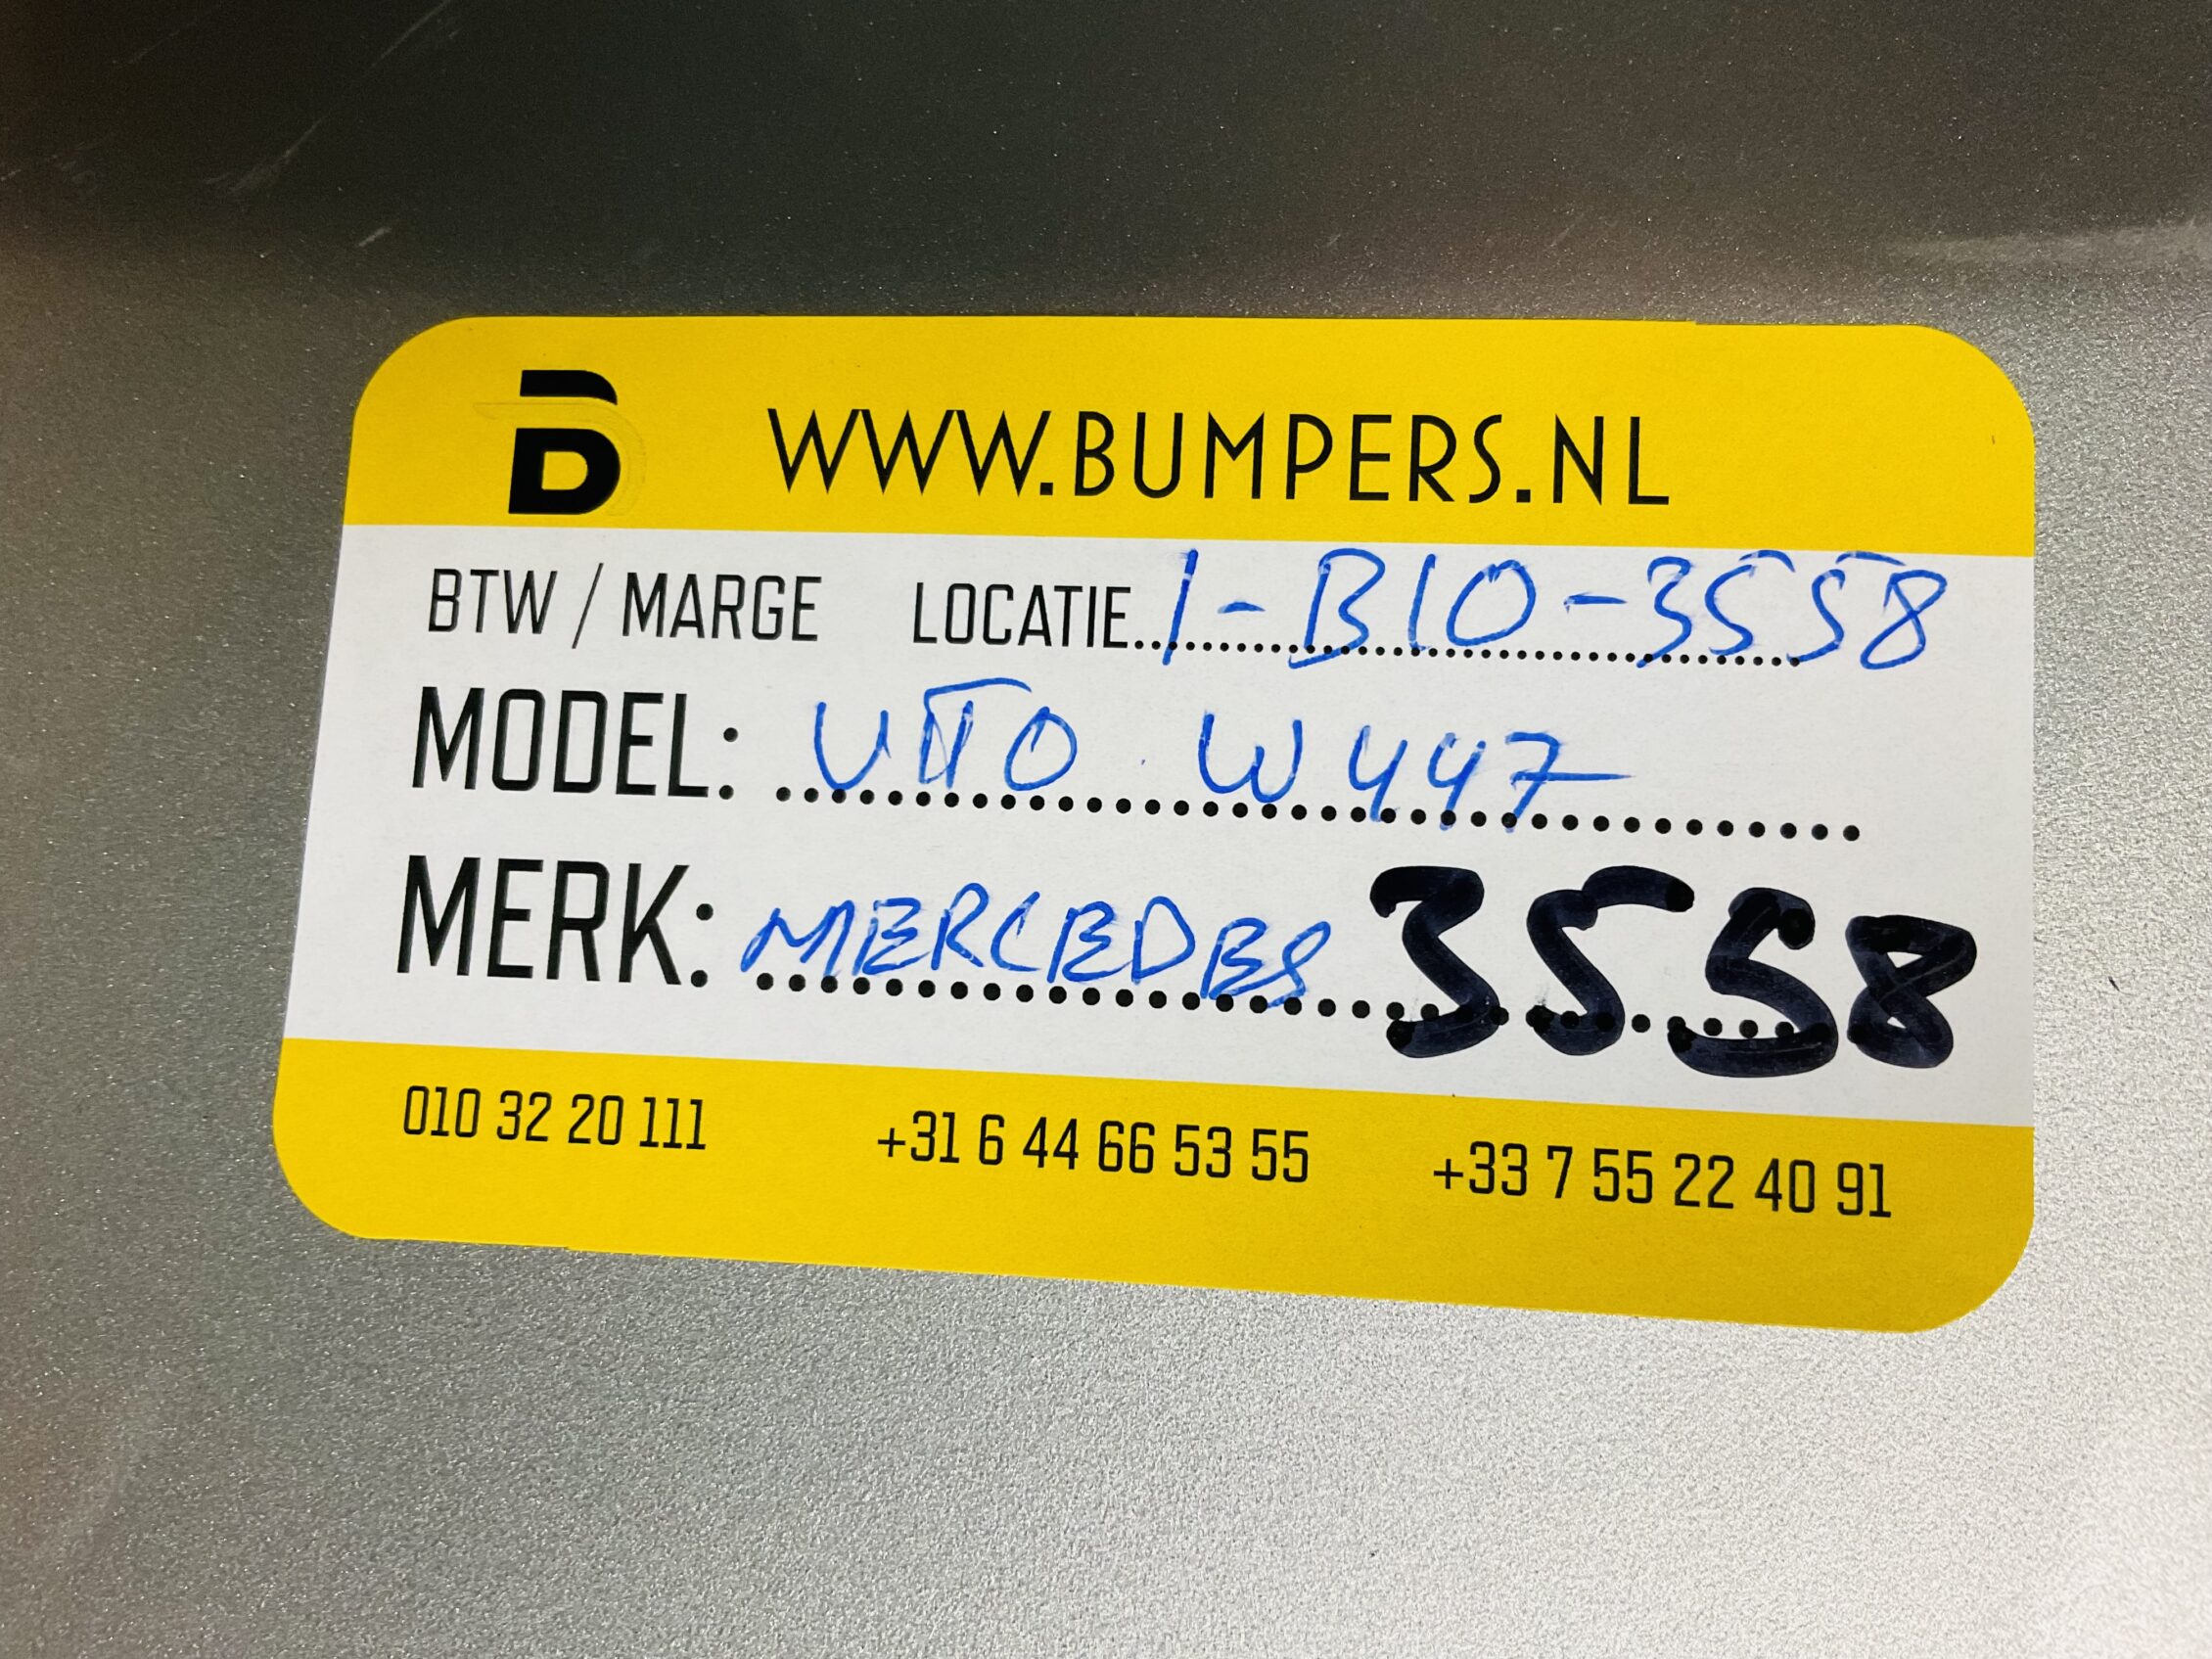 WWW.BUMPERS.NL
BTW / MARGE LOCATIE 1-B10-3558
MODEL: VITO W447
MERK: MERCEDES 3558
010 32 20 111 +31 6 44 66 53 55 +33 7 55 22 40 91